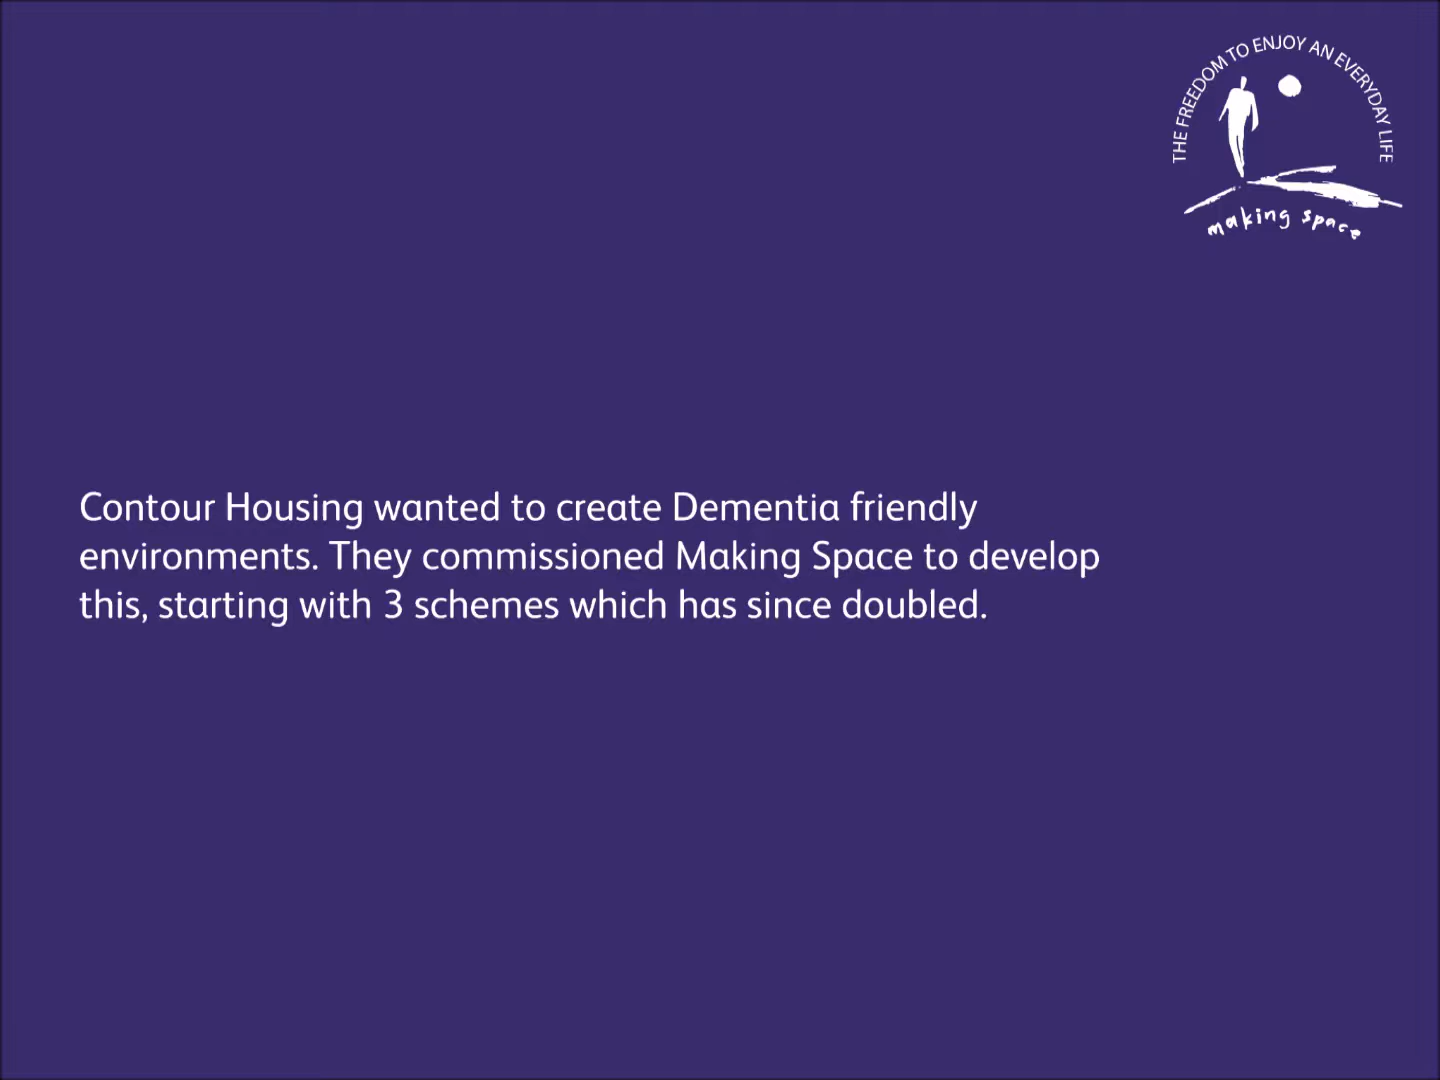 THE FREEDOM TO ENJOY AN EVERYDAY LIFE
making space
Contour Housing wanted to create Dementia friendly
environments. They commissioned Making Space to develop
this, starting with 3 schemes which has since doubled.